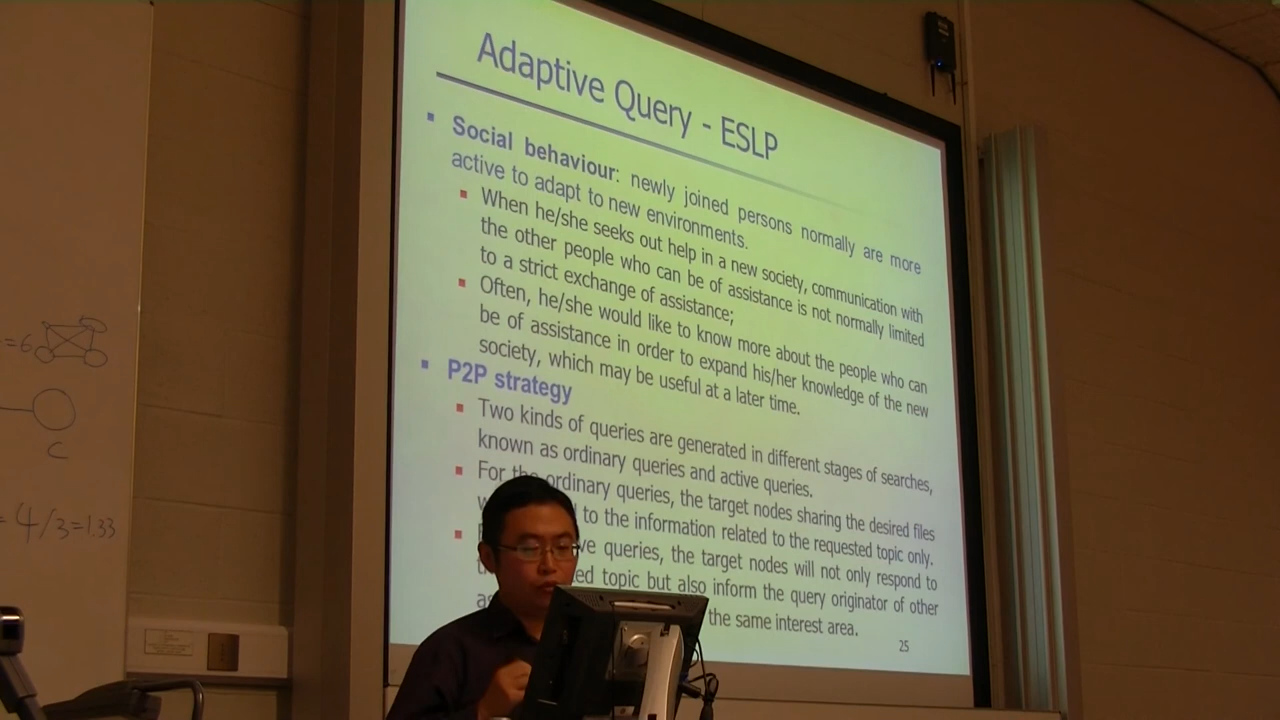 Adaptive Query - ESLP
Social behaviour: newly joined persons normally are more
active to adapt to new environments.
When he/she seeks out help in a new society, communication with
the other people who can be of assistance is not normally limited
to a strict exchange of assistance;
Often, he/she would like to know more about the people who can
be of assistance in order to expand his/her knowledge of the new
society, which may be useful at a later time.
P2P strategy
Two kinds of queries are generated in different stages of searches,
known as ordinary queries and active queries.
For the ordinary queries, the target nodes sharing the desired files
to the information related to the requested topic only.
queries, the target nodes will not only respond to
topic but also inform the query originator of other
the same interest area.
25
=6
C
= 4/3=1.33